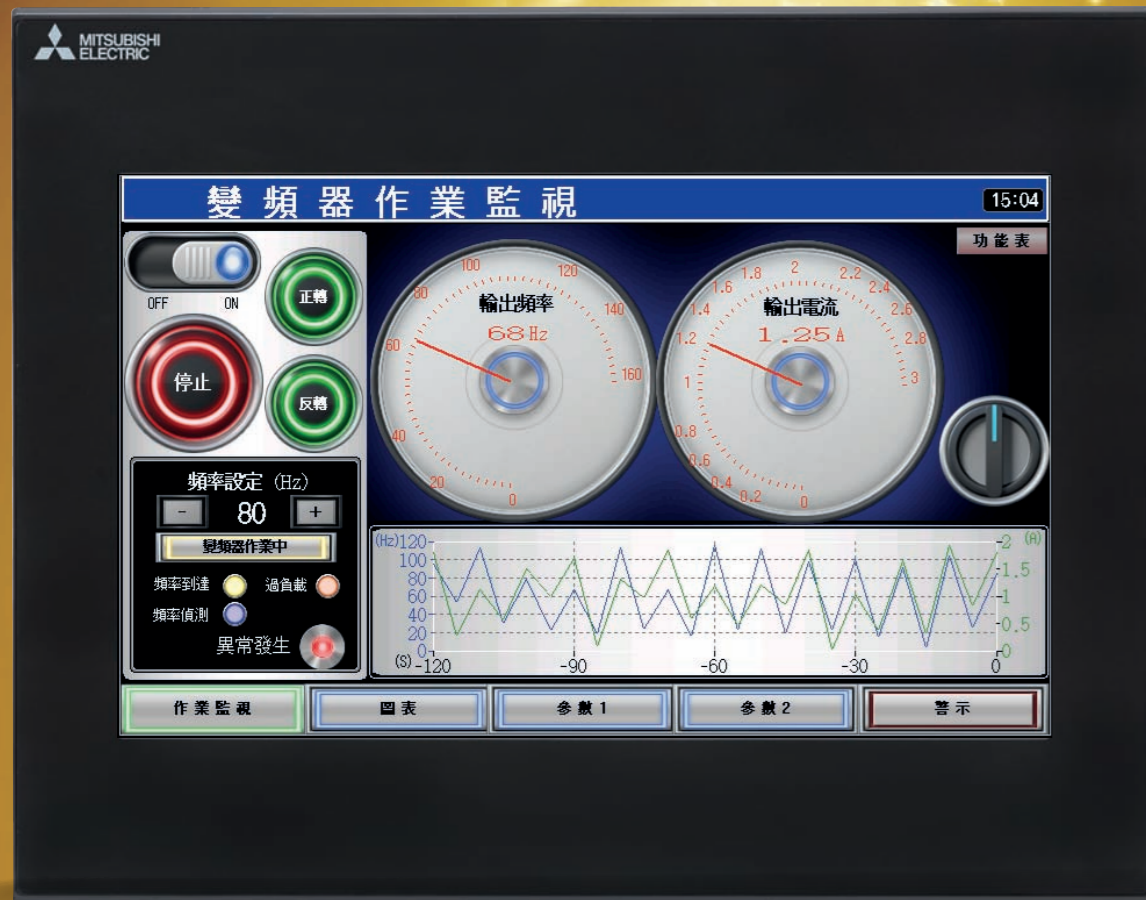 MITSUBISHI
ELECTRIC
變頻器作業監視
15:04
功能表
OFF ON
正轉
停止
反轉
頻率設定 (Hz)
- 80 +
變頻器作業中
頻率到達 過負載
頻率偵測
異常發生
輸出頻率
68Hz
0 20 40 60 80 100 120 140 160
輸出電流
1.25A
0 0.2 0.4 0.6 0.8 1 1.2 1.4 1.6 1.8 2 2.2 2.4 2.6 2.8 3
(Hz)120 2 (A)
100
80 1.5
60 1
40
20 0.5
0 0
(S) -120 -90 -60 -30 0
作業監視 圖表 參數1 參數2 警示